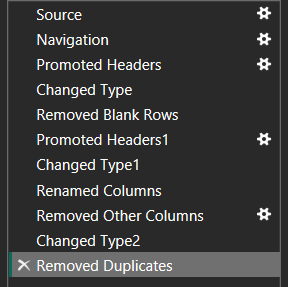 Source
Navigation
Promoted Headers
Changed Type
Removed Blank Rows
Promoted Headers1
Changed Type1
Renamed Columns
Removed Other Columns
Changed Type2
Removed Duplicates